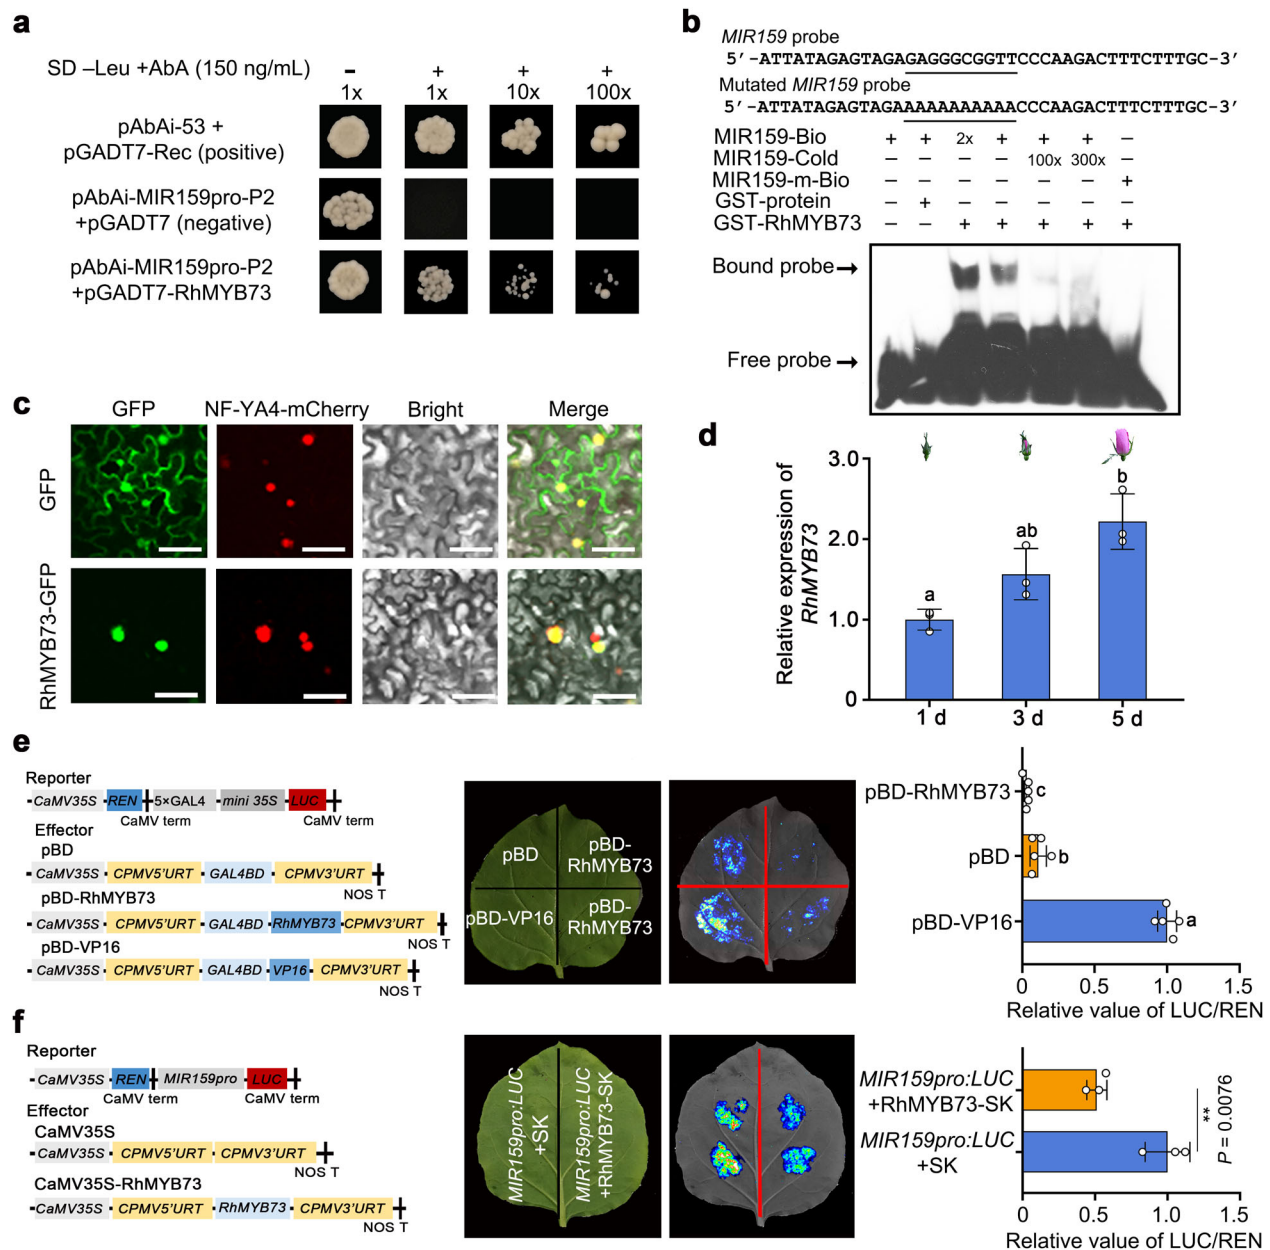 a
SD –Leu +AbA (150 ng/mL)
– + + +
1x 1x 10x 100x
pAbAi-53 +
pGADT7-Rec (positive)
pAbAi-MIR159pro-P2
+pGADT7 (negative)
pAbAi-MIR159pro-P2
+pGADT7-RhMYB73
b
MIR159 probe
5’-ATTATAGAGTAGAGAGGGCGGTTCCCAAGACTTTCTTTGC-3’
Mutated MIR159 probe
5’-ATTATAGAGTAGAAAAAAAAAAACCCAAGACTTTCTTTGC-3’
MIR159-Bio + + 2x + + + –
MIR159-Cold – – – – 100x 300x –
MIR159-m-Bio – – – – – – +
GST-protein – + – – – – –
GST-RhMYB73 – – + + + + +
Bound probe
Free probe
c
GFP NF-YA4-mCherry Bright Merge
GFP
RhMYB73-GFP
d
Relative expression of
RhMYB73
3.0
2.0
1.0
0
a
ab
b
1 d 3 d 5 d
e
Reporter
CaMV35S REN 5×GAL4 mini 35S LUC
CaMV term CaMV term
Effector
pBD
CaMV35S CPMV5’URT GAL4BD CPMV3’URT
NOS T
pBD-RhMYB73
CaMV35S CPMV5’URT GAL4BD RhMYB73 CPMV3’URT
NOS T
pBD-VP16
CaMV35S CPMV5’URT GAL4BD VP16 CPMV3’URT
NOS T
pBD
pBD-
RhMYB73
pBD-VP16
pBD-
RhMYB73
pBD-RhMYB73
c
pBD
b
pBD-VP16
a
0 0.5 1.0 1.5
Relative value of LUC/REN
f
Reporter
CaMV35S REN MIR159pro LUC
CaMV term CaMV term
Effector
CaMV35S
CaMV35S CPMV5’URT CPMV3’URT
NOS T
CaMV35S-RhMYB73
CaMV35S CPMV5’URT RhMYB73 CPMV3’URT
NOS T
MIR159pro:LUC
+SK
MIR159pro:LUC
+RhMYB73-SK
MIR159pro:LUC
+RhMYB73-SK
MIR159pro:LUC
+SK
**
P = 0.0076
0 0.5 1.0 1.5
Relative value of LUC/REN